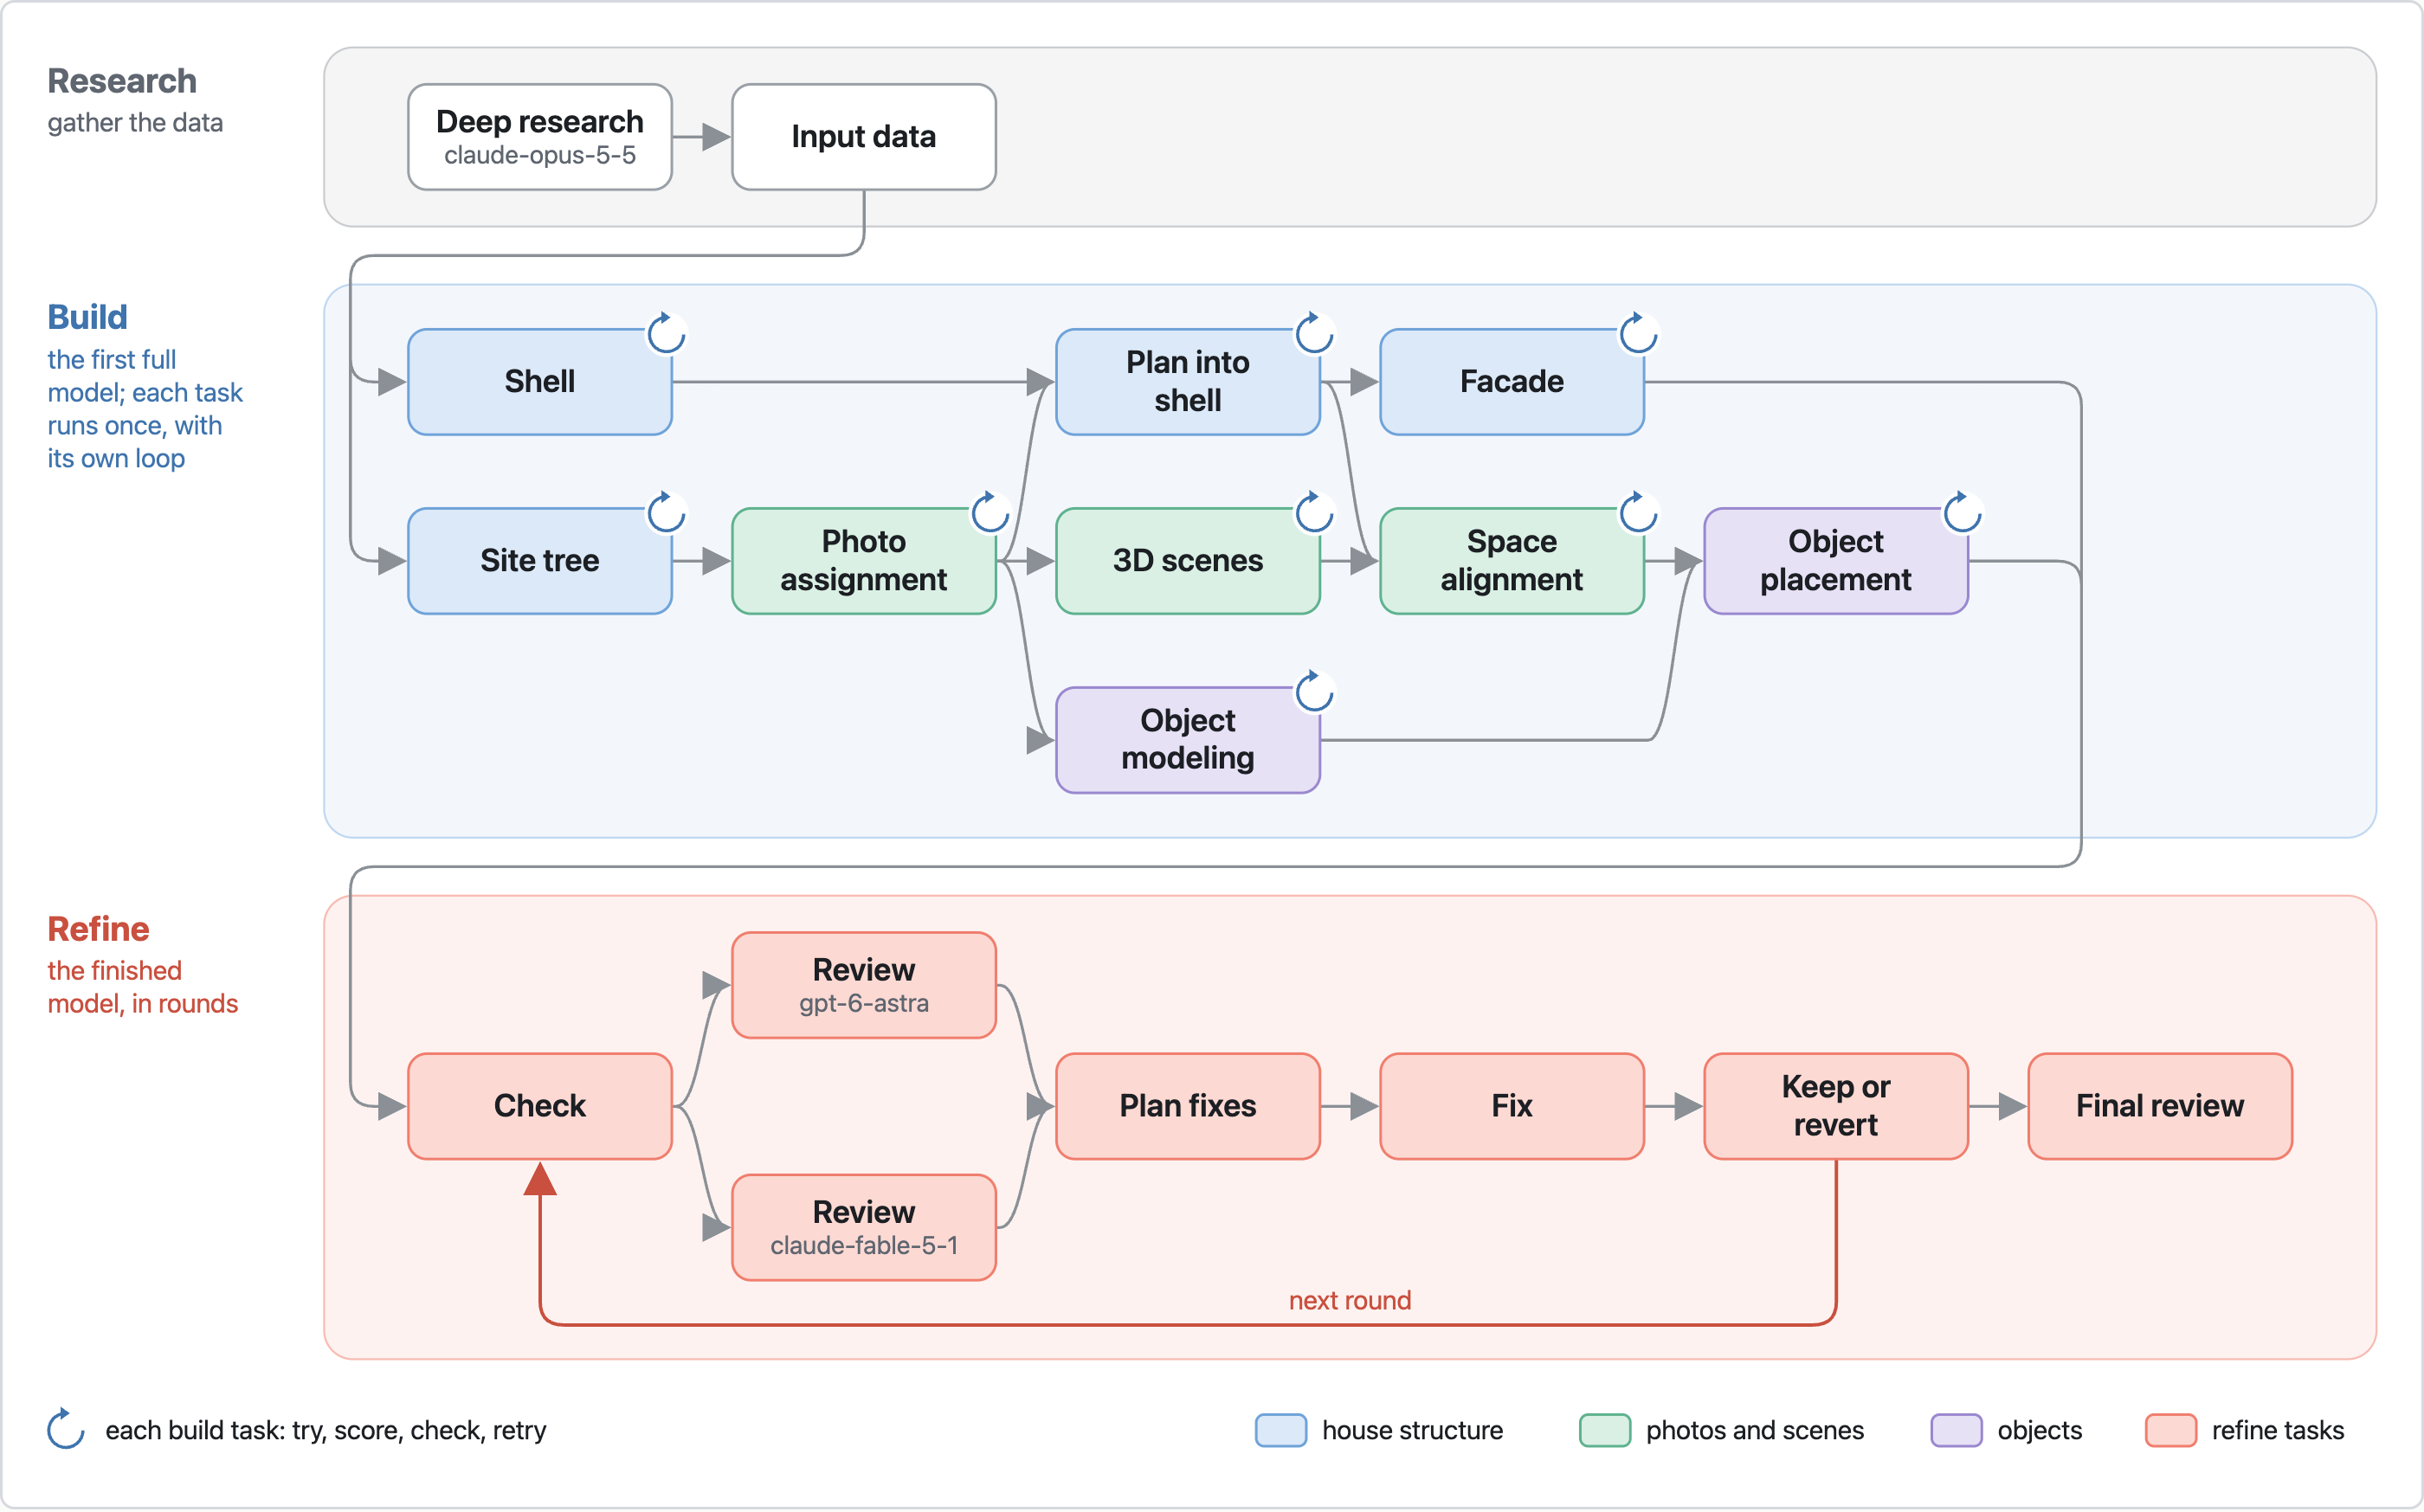 Research
gather the data
Deep research
claude-opus-5-5
Input data
Build
the first full
model; each task
runs once, with
its own loop
Shell
Plan into
shell
Facade
Site tree
Photo
assignment
3D scenes
Space
alignment
Object
placement
Object
modeling
Refine
the finished
model, in rounds
Review
gpt-6-astra
Check
Plan fixes
Fix
Keep or
revert
Final review
Review
claude-fable-5-1
next round
each build task: try, score, check, retry
house structure
photos and scenes
objects
refine tasks